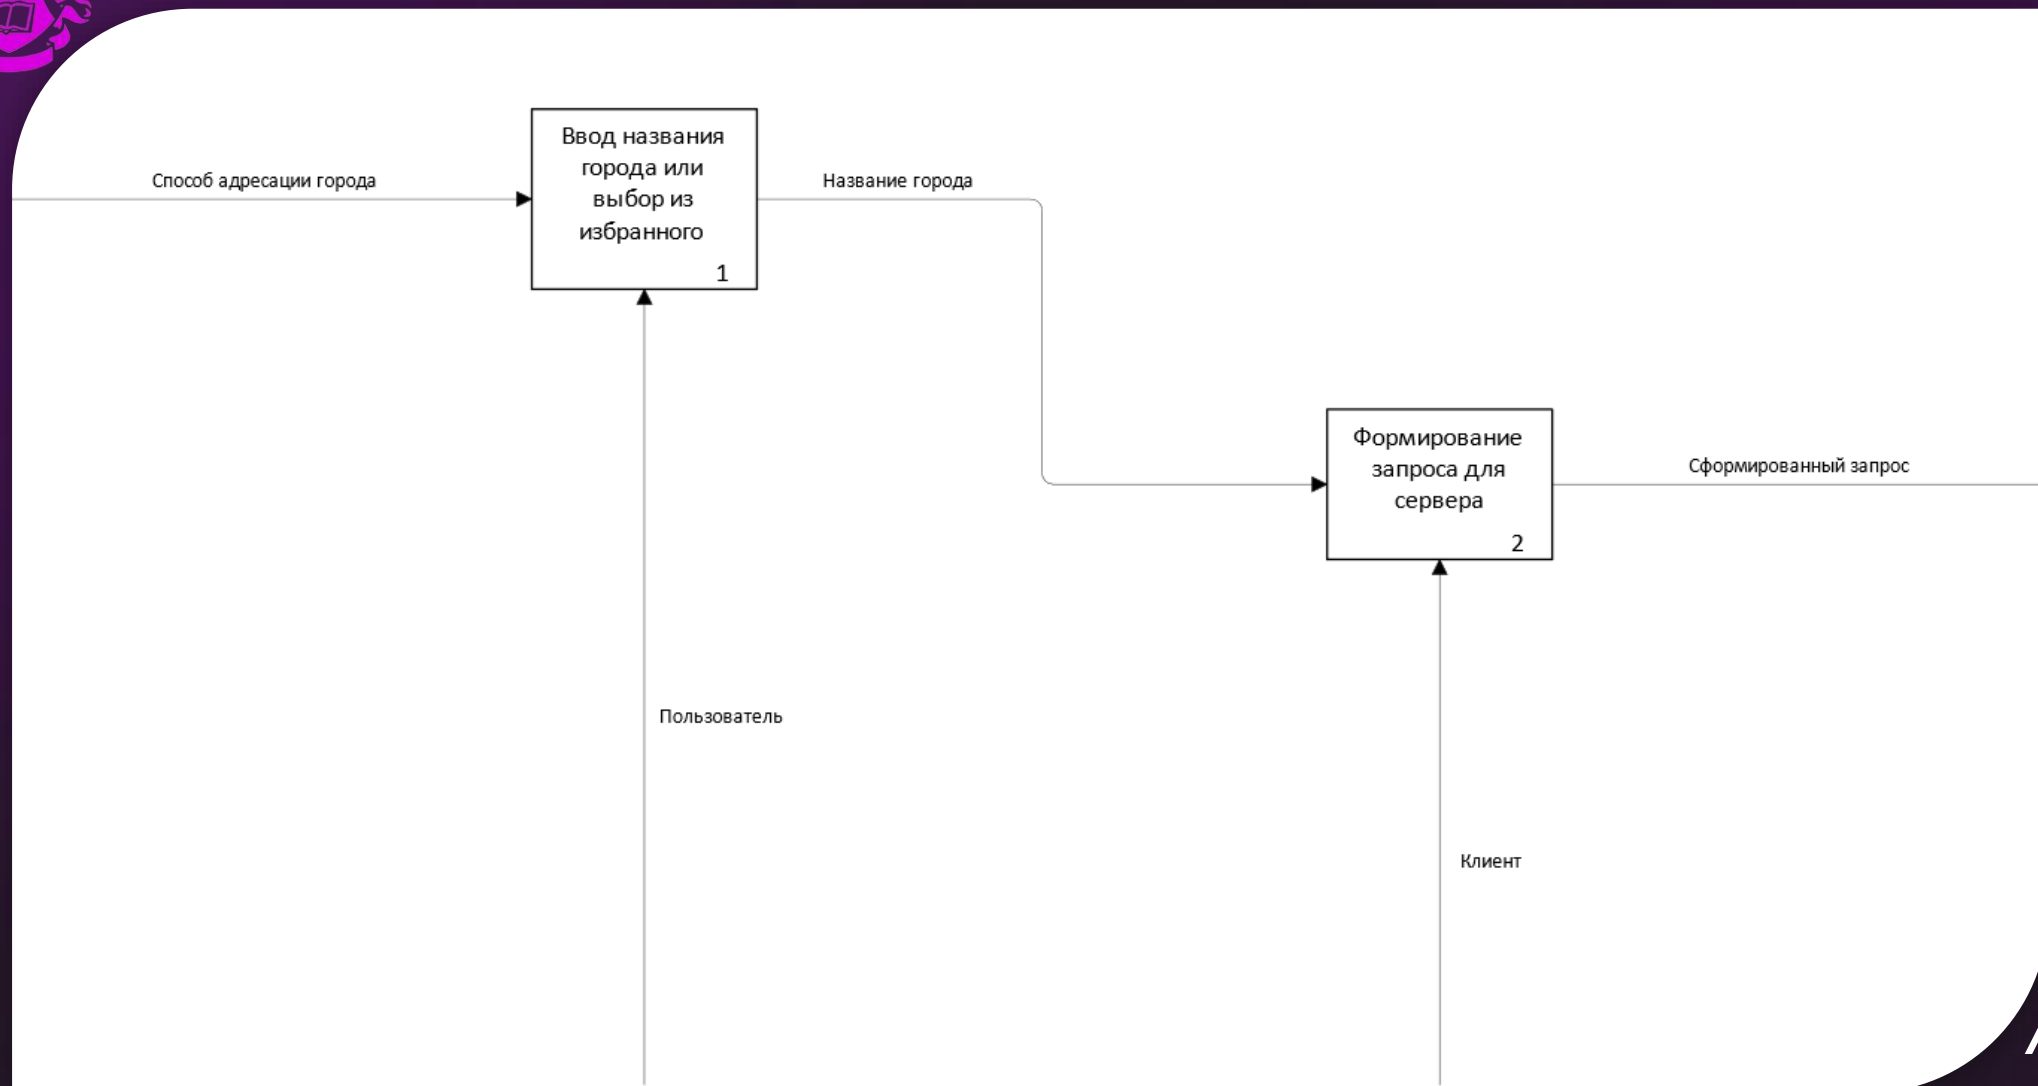 Ввод названия
города или
выбор из
избранного
1
Способ адресации города
Название города
Формирование
запроса для
сервера
2
Сформированный запрос
Пользователь
Клиент